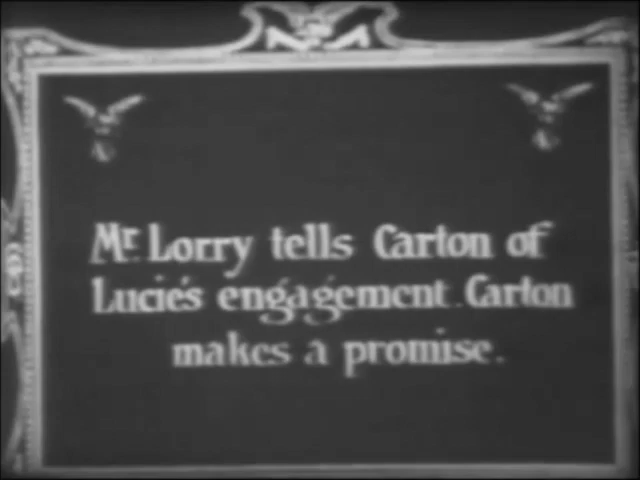 Mr. Lorry tells Carton of
Lucie's engagement. Carton
makes a promise.